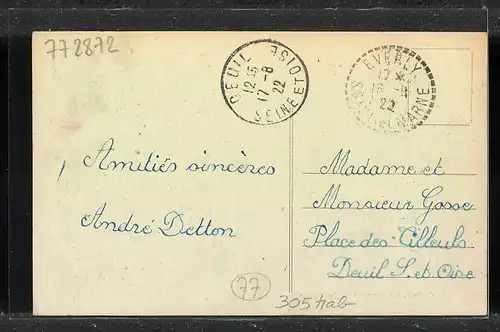 772872
DEUIL
12 45
17 -8
22
SEINE ET OISE
EVERLY
17
16 -8
22
SEINE ET MARNE
Amitiés sincères
André Detton
Madame et
Monsieur Gosse
Place des Tilleuls
Deuil S. et Oise
77
305 hab